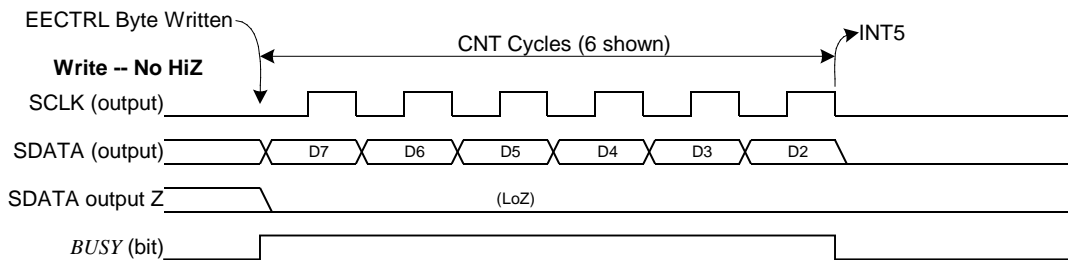 EECTRL Byte Written
CNT Cycles (6 shown)
INT5
Write -- No HiZ
SCLK (output)
SDATA (output)
D7 D6 D5 D4 D3 D2
SDATA output Z
(LoZ)
BUSY (bit)